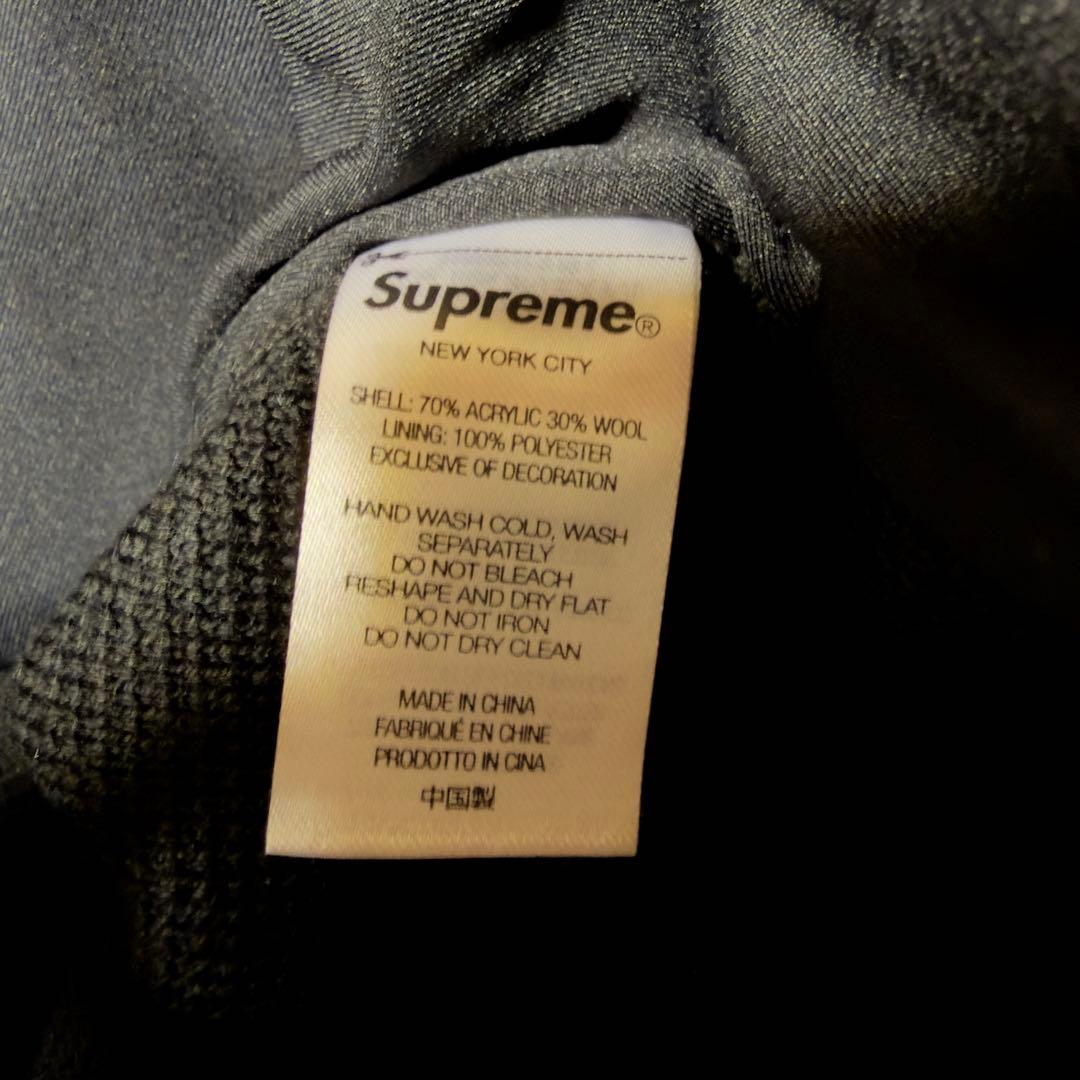 Supreme®
NEW YORK CITY
SHELL: 70% ACRYLIC 30% WOOL
LINING: 100% POLYESTER
EXCLUSIVE OF DECORATION
HAND WASH COLD, WASH
SEPARATELY
DO NOT BLEACH
RESHAPE AND DRY FLAT
DO NOT IRON
DO NOT DRY CLEAN
MADE IN CHINA
FABRIQUÉ EN CHINE
PRODOTTO IN CINA
中国製